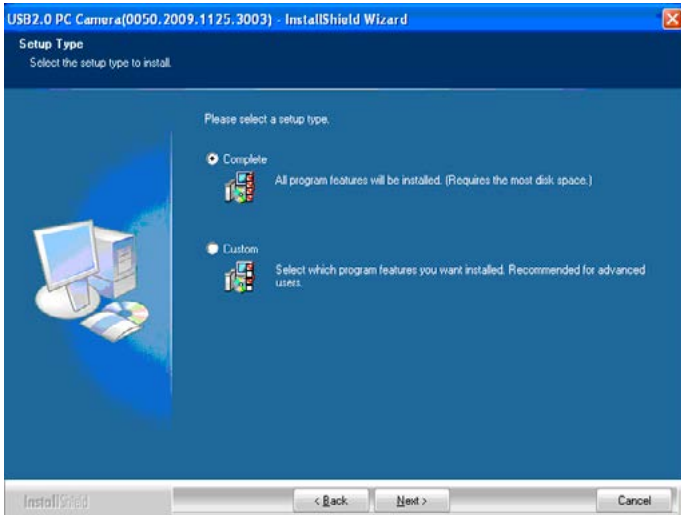 USB2.0 PC Camera(0050.2009.1125.3003) - InstallShield Wizard
Setup Type
Select the setup type to install.
Please select a setup type.
Complete
All program features will be installed. (Requires the most disk space.)
Custom
Select which program features you want installed. Recommended for advanced
users.
InstallShield
< Back
Next >
Cancel